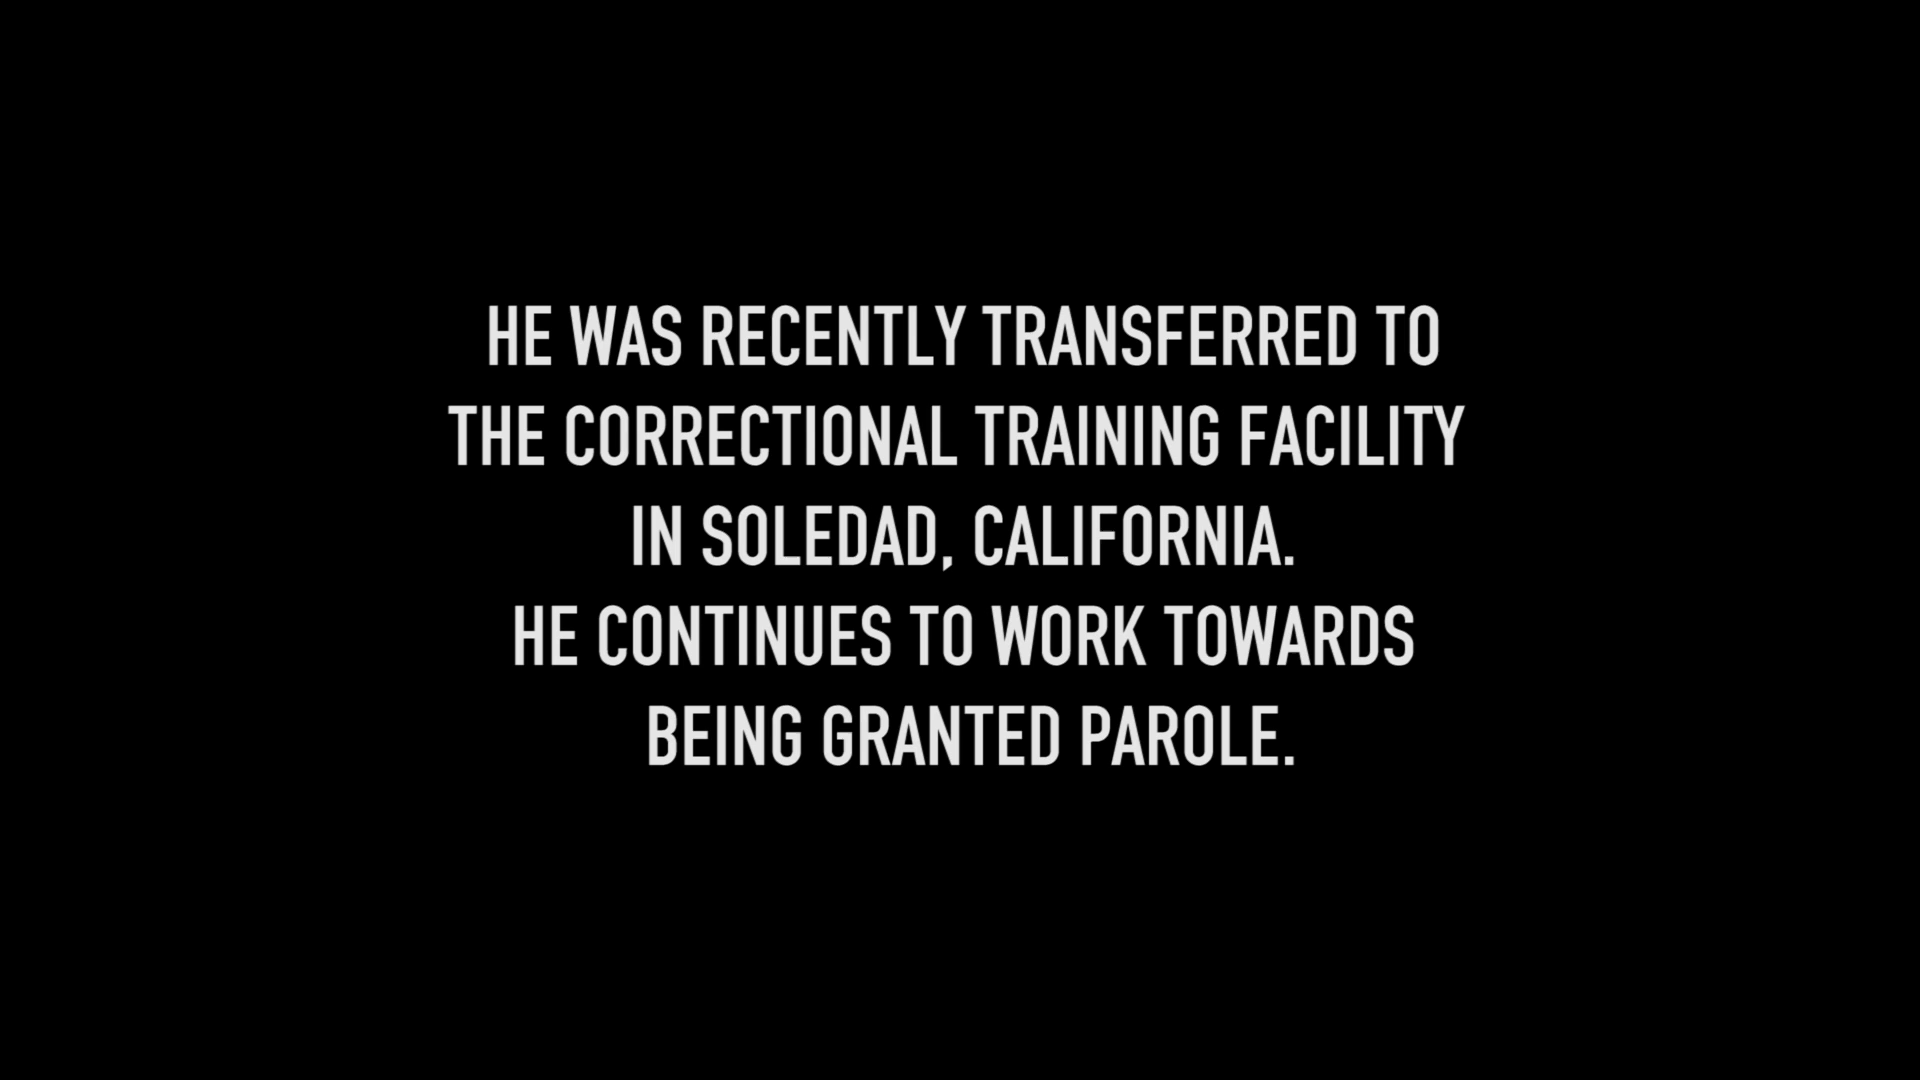 HE WAS RECENTLY TRANSFERRED TO
THE CORRECTIONAL TRAINING FACILITY
IN SOLEDAD, CALIFORNIA.
HE CONTINUES TO WORK TOWARDS
BEING GRANTED PAROLE.